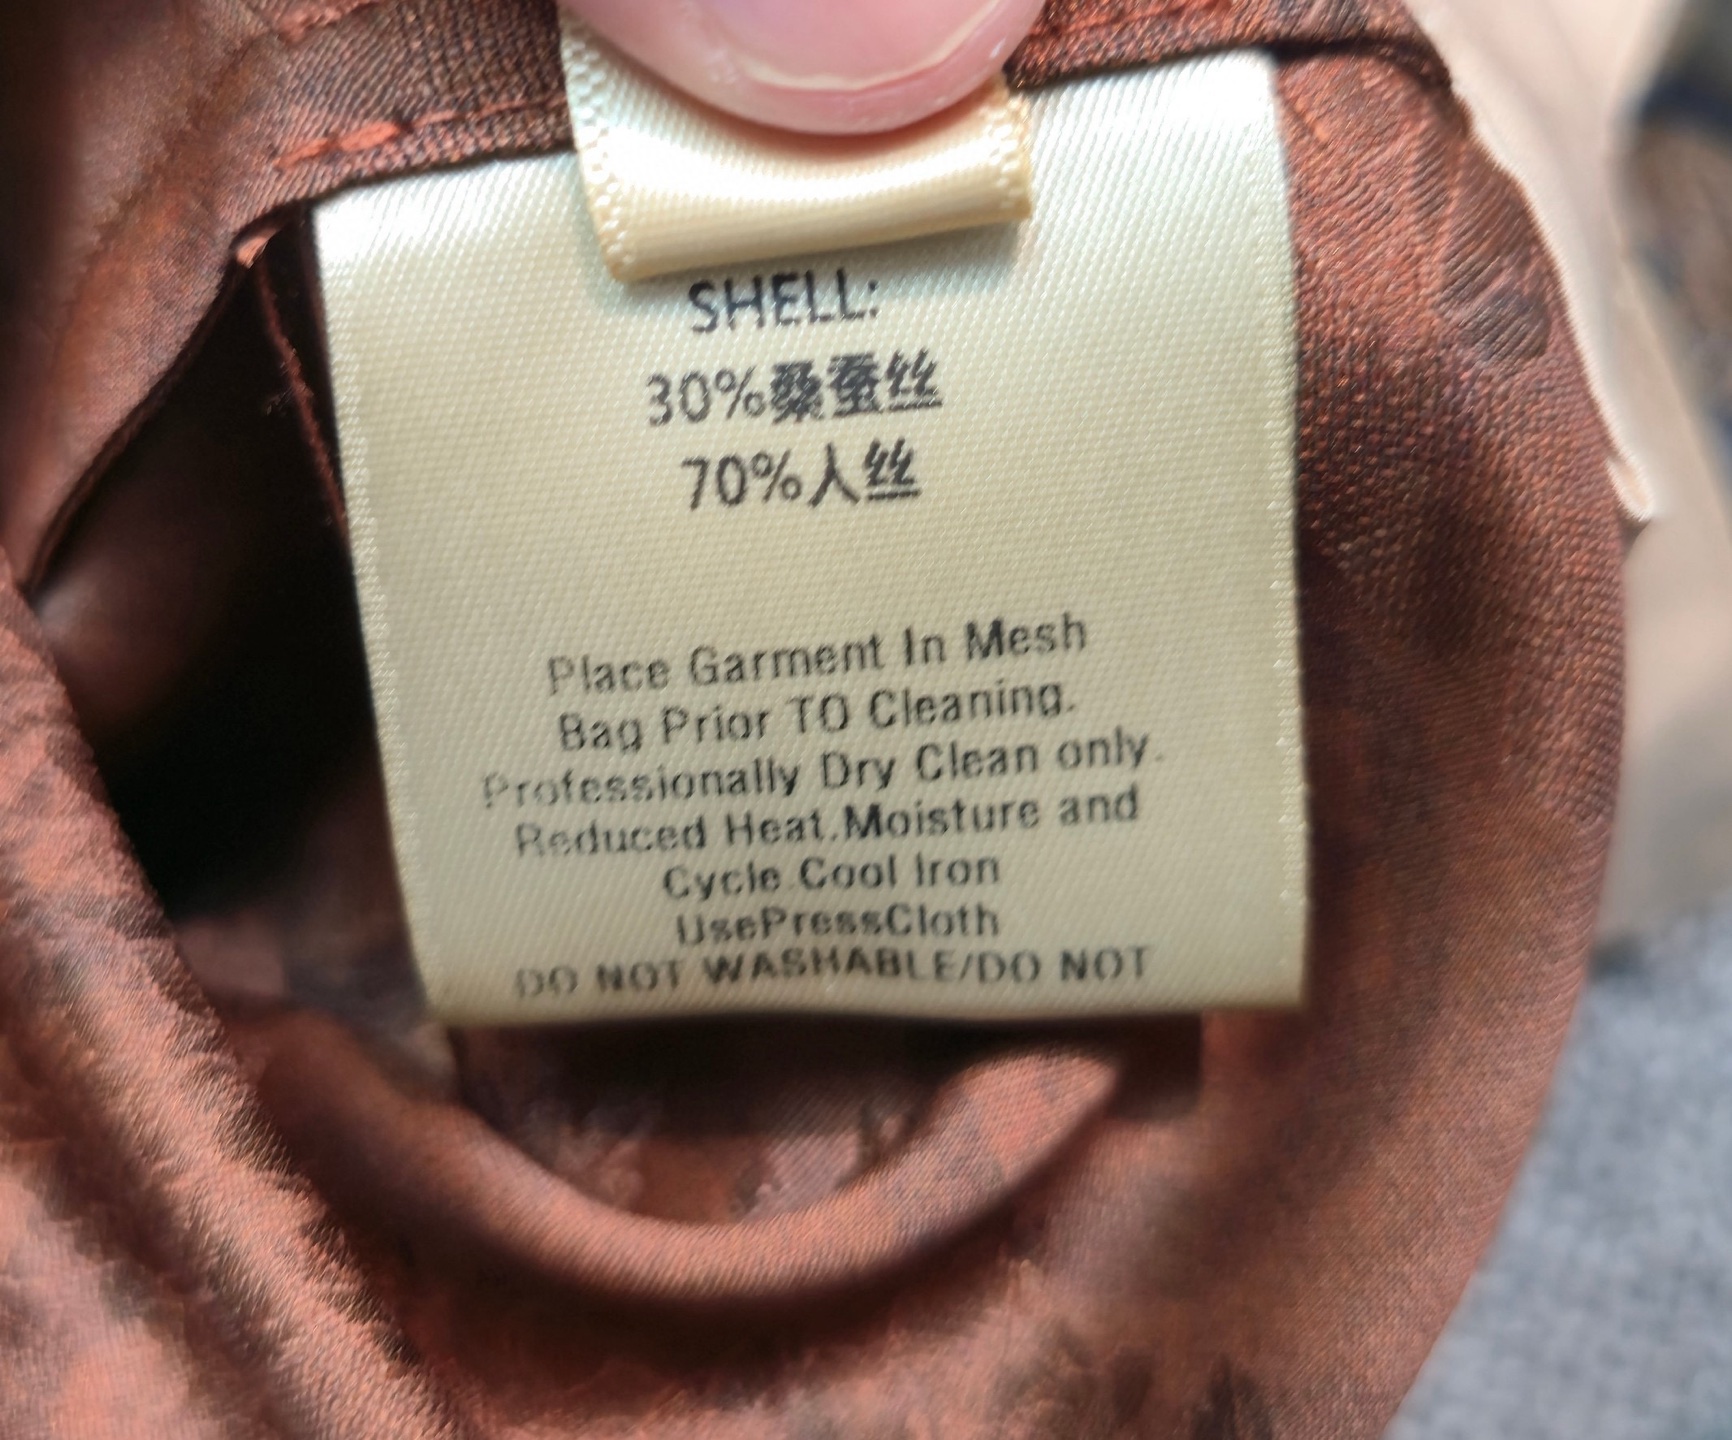 SHELL:
30%桑蚕丝
70%人丝
Place Garment In Mesh
Bag Prior TO Cleaning.
Professionally Dry Clean only.
Reduced Heat.Moisture and
Cycle.Cool Iron
UsePressCloth
DO NOT WASHABLE/DO NOT